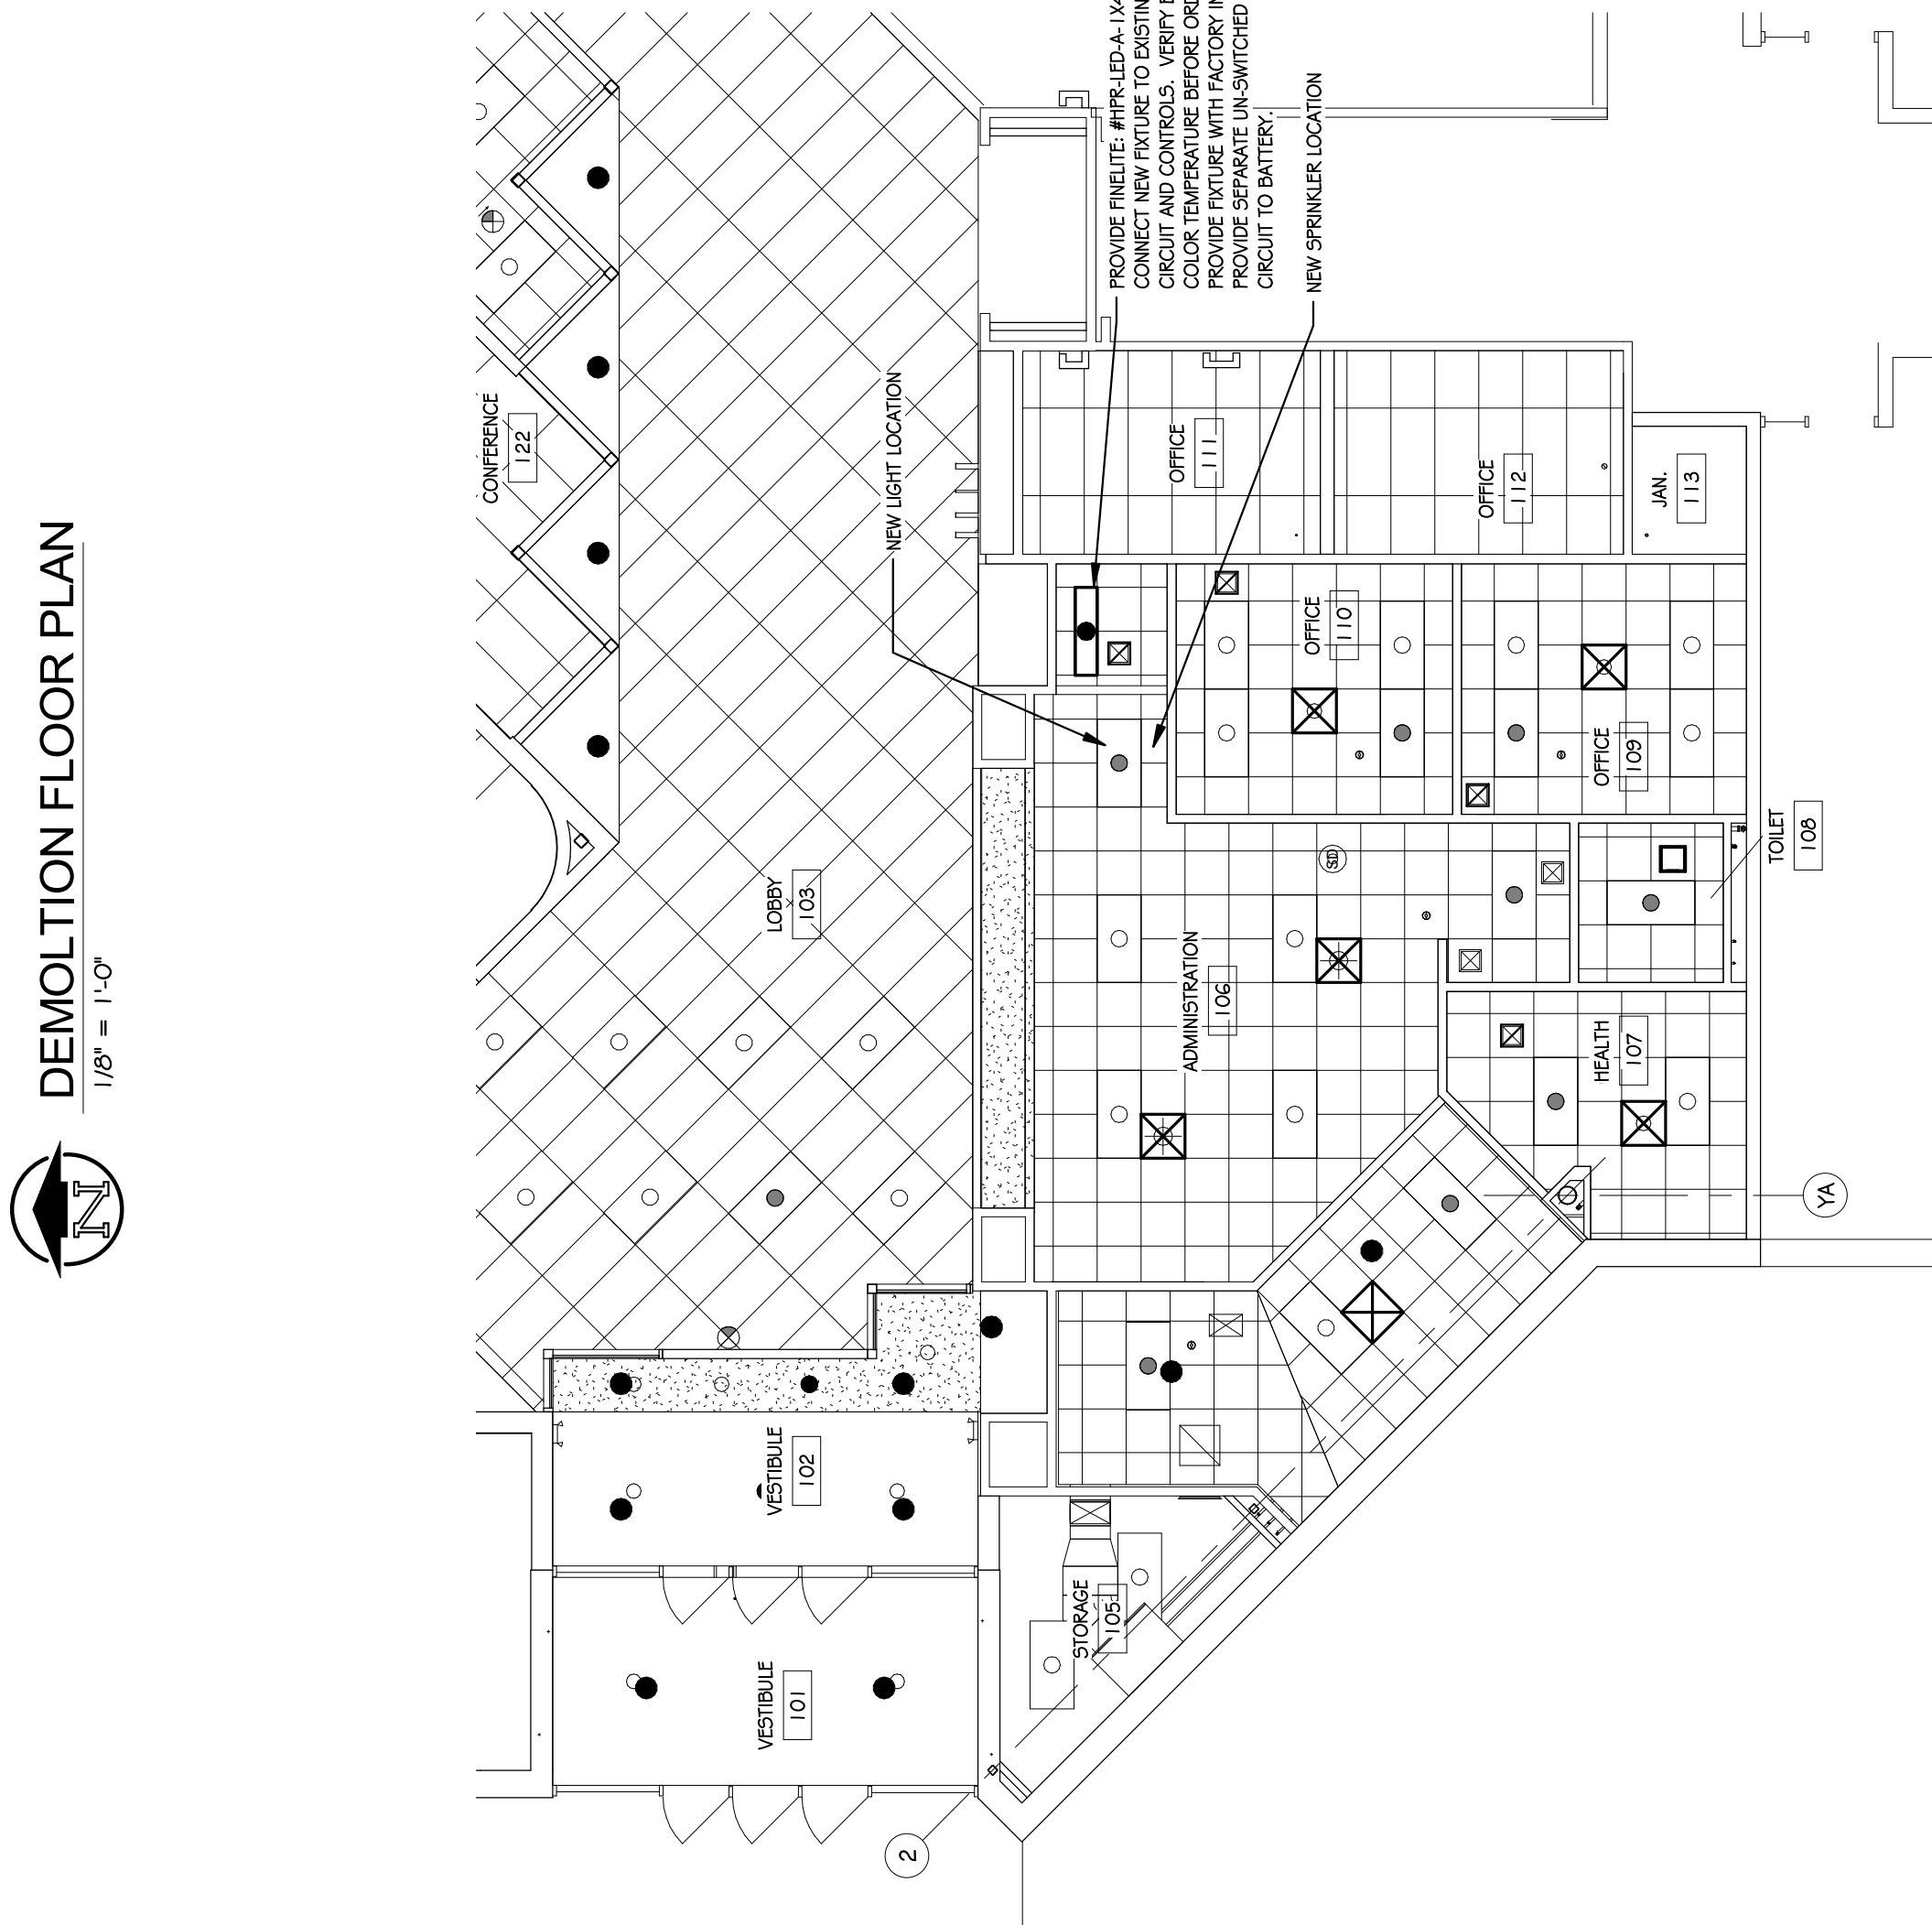 DEMOLTION FLOOR PLAN
1/8" = 1'-0"
N
CONFERENCE
122
NEW LIGHT LOCATION
PROVIDE FINELITE: #HPR-LED-A-1X4
CONNECT NEW FIXTURE TO EXISTIN
CIRCUIT AND CONTROLS. VERIFY
COLOR TEMPERATURE BEFORE ORD
PROVIDE FIXTURE WITH FACTORY IN
PROVIDE SEPARATE UN-SWITCHED
CIRCUIT TO BATTERY.
NEW SPRINKLER LOCATION
LOBBY
103
OFFICE
111
OFFICE
112
JAN.
113
OFFICE
110
OFFICE
109
TOILET
108
SD
ADMINISTRATION
106
HEALTH
107
YA
VESTIBULE
102
VESTIBULE
101
STORAGE
105
2